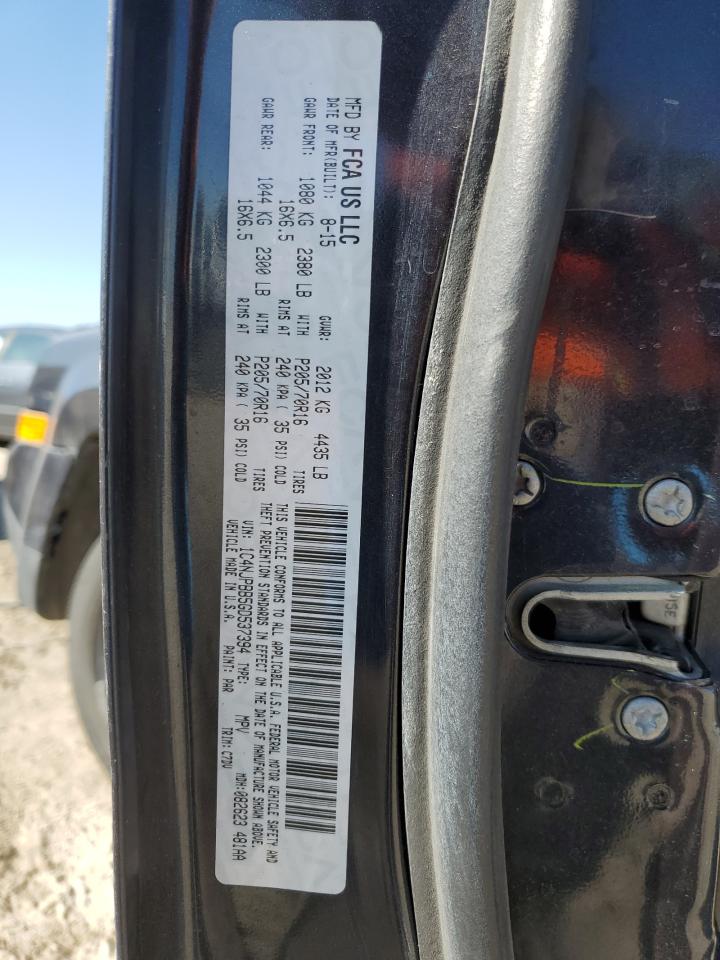 MFD BY FCA US LLC
DATE OF MFR(BUILT): 8-15 GVWR: 2012 KG 4435 LB
GAWR FRONT: 1080 KG 2380 LB WITH P205/70R16 TIRES
16X6.5 RIMS AT 240 KPA ( 35 PSI) COLD
GAWR REAR: 1044 KG 2300 LB WITH P205/70R16 TIRES
16X6.5 RIMS AT 240 KPA ( 35 PSI) COLD
THIS VEHICLE CONFORMS TO ALL APPLICABLE U.S.A. FEDERAL MOTOR VEHICLE SAFETY AND
THEFT PREVENTION STANDARDS IN EFFECT ON THE DATE OF MANUFACTURE SHOWN ABOVE.
VIN: 1C4NJPBB5GD537394 TYPE: MPV MDH:082623 481AA
VEHICLE MADE IN U.S.A. PAINT: PAR TRIM: C7DV